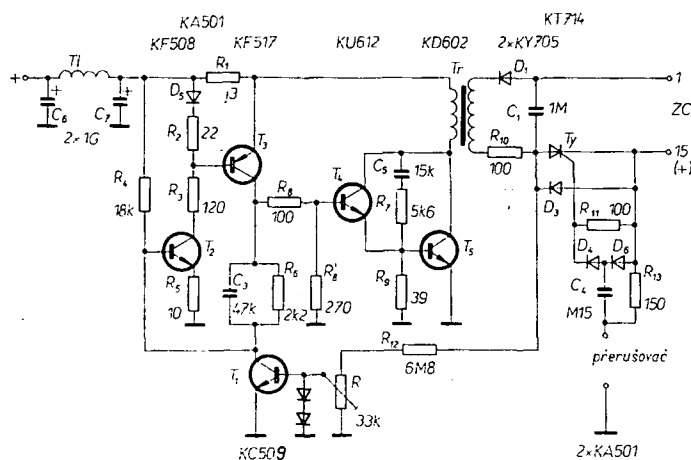 KA501
KF508 KF517 KU612 KD602 2×KY705 KT714
+ Tl R₁ Tr D₁ 1
+ + D₅ j3
C₆ C₇ R₂ 22 T₃ C₁ 1M ZC
2×1G R₁₀ Ty 15
R₄ C₅ 15k 100 (+)
T₄
R₃ R₈ R₇ 5k6 D₃ R₁₁ 100
18k 120 100
T₂ T₅ D₄ D₆
R₅ C₃ R₆ R₈' R₉ C₄ R₁₃
10 47k 2k2 270 39 M15 150
R₁₂ přerušovač
6M8
T₁ R
33k
KC509 2×KA501